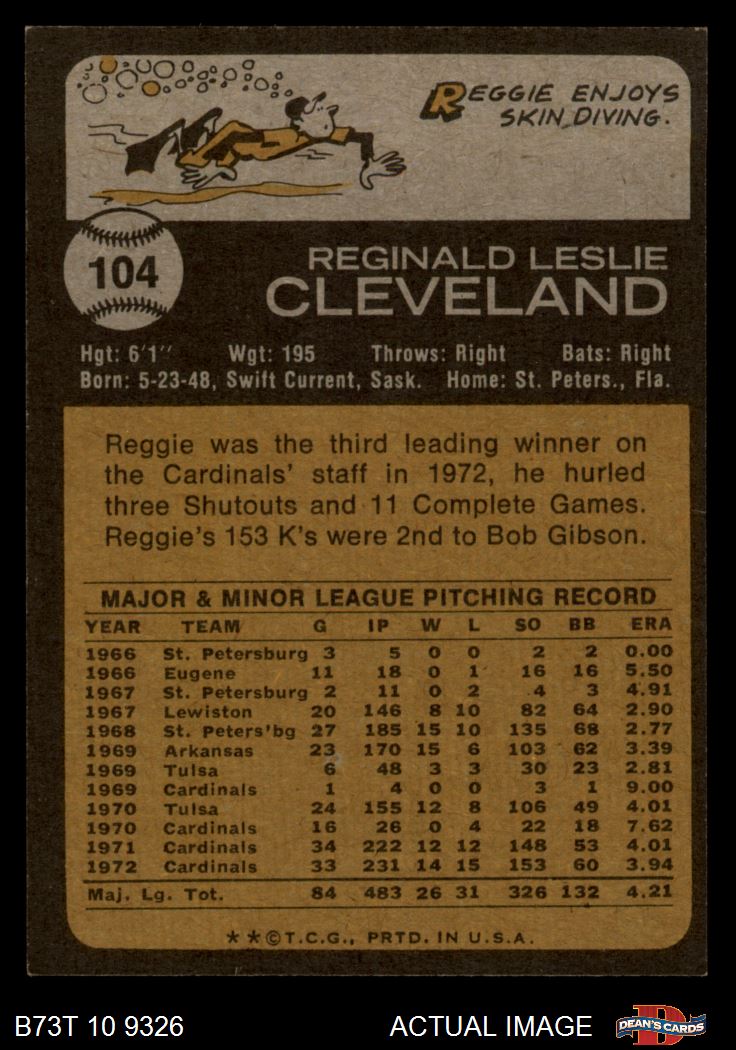 REGGIE ENJOYS
SKIN DIVING.
104
REGINALD LESLIE
CLEVELAND
Hgt: 6'1" Wgt: 195 Throws: Right Bats: Right
Born: 5-23-48, Swift Current, Sask. Home: St. Peters., Fla.
Reggie was the third leading winner on
the Cardinals' staff in 1972, he hurled
three Shutouts and 11 Complete Games.
Reggie's 153 K's were 2nd to Bob Gibson.
MAJOR & MINOR LEAGUE PITCHING RECORD
YEAR TEAM G IP W L SO BB ERA
1966 St. Petersburg 3 5 0 0 2 2 0.00
1966 Eugene 11 18 0 1 16 16 5.50
1967 St. Petersburg 2 11 0 2 4 3 4.91
1967 Lewiston 20 146 8 10 82 64 2.90
1968 St. Peters'bg 27 185 15 10 135 68 2.77
1969 Arkansas 23 170 15 6 103 62 3.39
1969 Tulsa 6 48 3 3 30 23 2.81
1969 Cardinals 1 4 0 0 3 1 9.00
1970 Tulsa 24 155 12 8 106 49 4.01
1970 Cardinals 16 26 0 4 22 18 7.62
1971 Cardinals 34 222 12 12 148 53 4.01
1972 Cardinals 33 231 14 15 153 60 3.94
Maj. Lg. Tot. 84 483 26 31 326 132 4.21
**©T.C.G., PRTD. IN U.S.A.
B73T 10 9326 ACTUAL IMAGE D DEAN'S CARDS